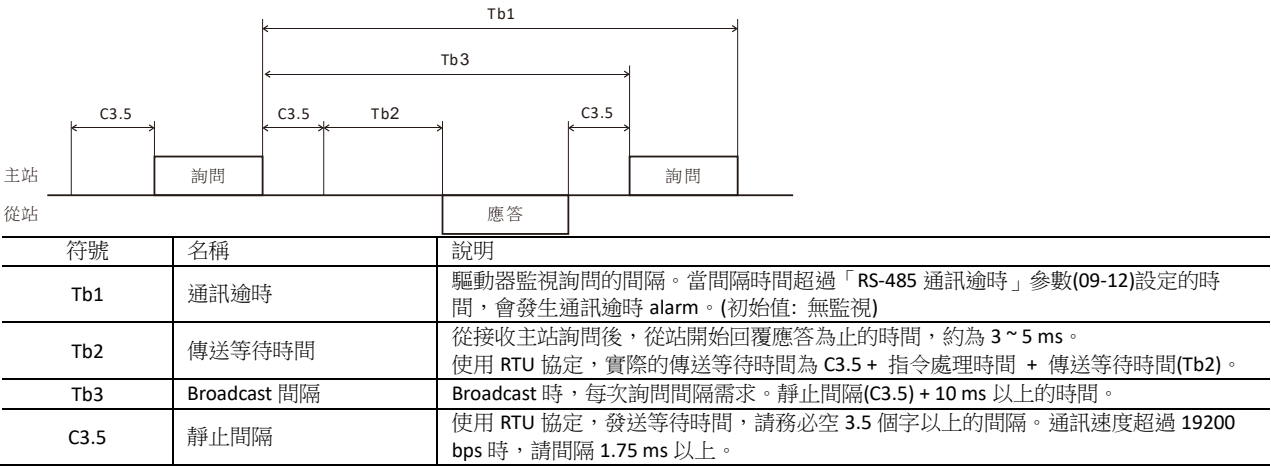 Tb1
Tb3
C3.5 C3.5 Tb2 C3.5
主站 詢問 詢問
從站 應答
符號 名稱 說明
Tb1 通訊逾時 驅動器監視詢問的間隔。當間隔時間超過「RS-485 通訊逾時」參數(09-12)設定的時
間，會發生通訊逾時 alarm。(初始值: 無監視)
Tb2 傳送等待時間 從接收主站詢問後，從站開始回覆應答為止的時間，約為 3 ~ 5 ms。
使用 RTU 協定，實際的傳送等待時間為 C3.5 + 指令處理時間 + 傳送等待時間(Tb2)。
Tb3 Broadcast 間隔 Broadcast 時，每次詢問間隔需求。靜止間隔(C3.5) + 10 ms 以上的時間。
C3.5 靜止間隔 使用 RTU 協定，發送等待時間，請務必空 3.5 個字以上的間隔。通訊速度超過 19200
bps 時，請間隔 1.75 ms 以上。